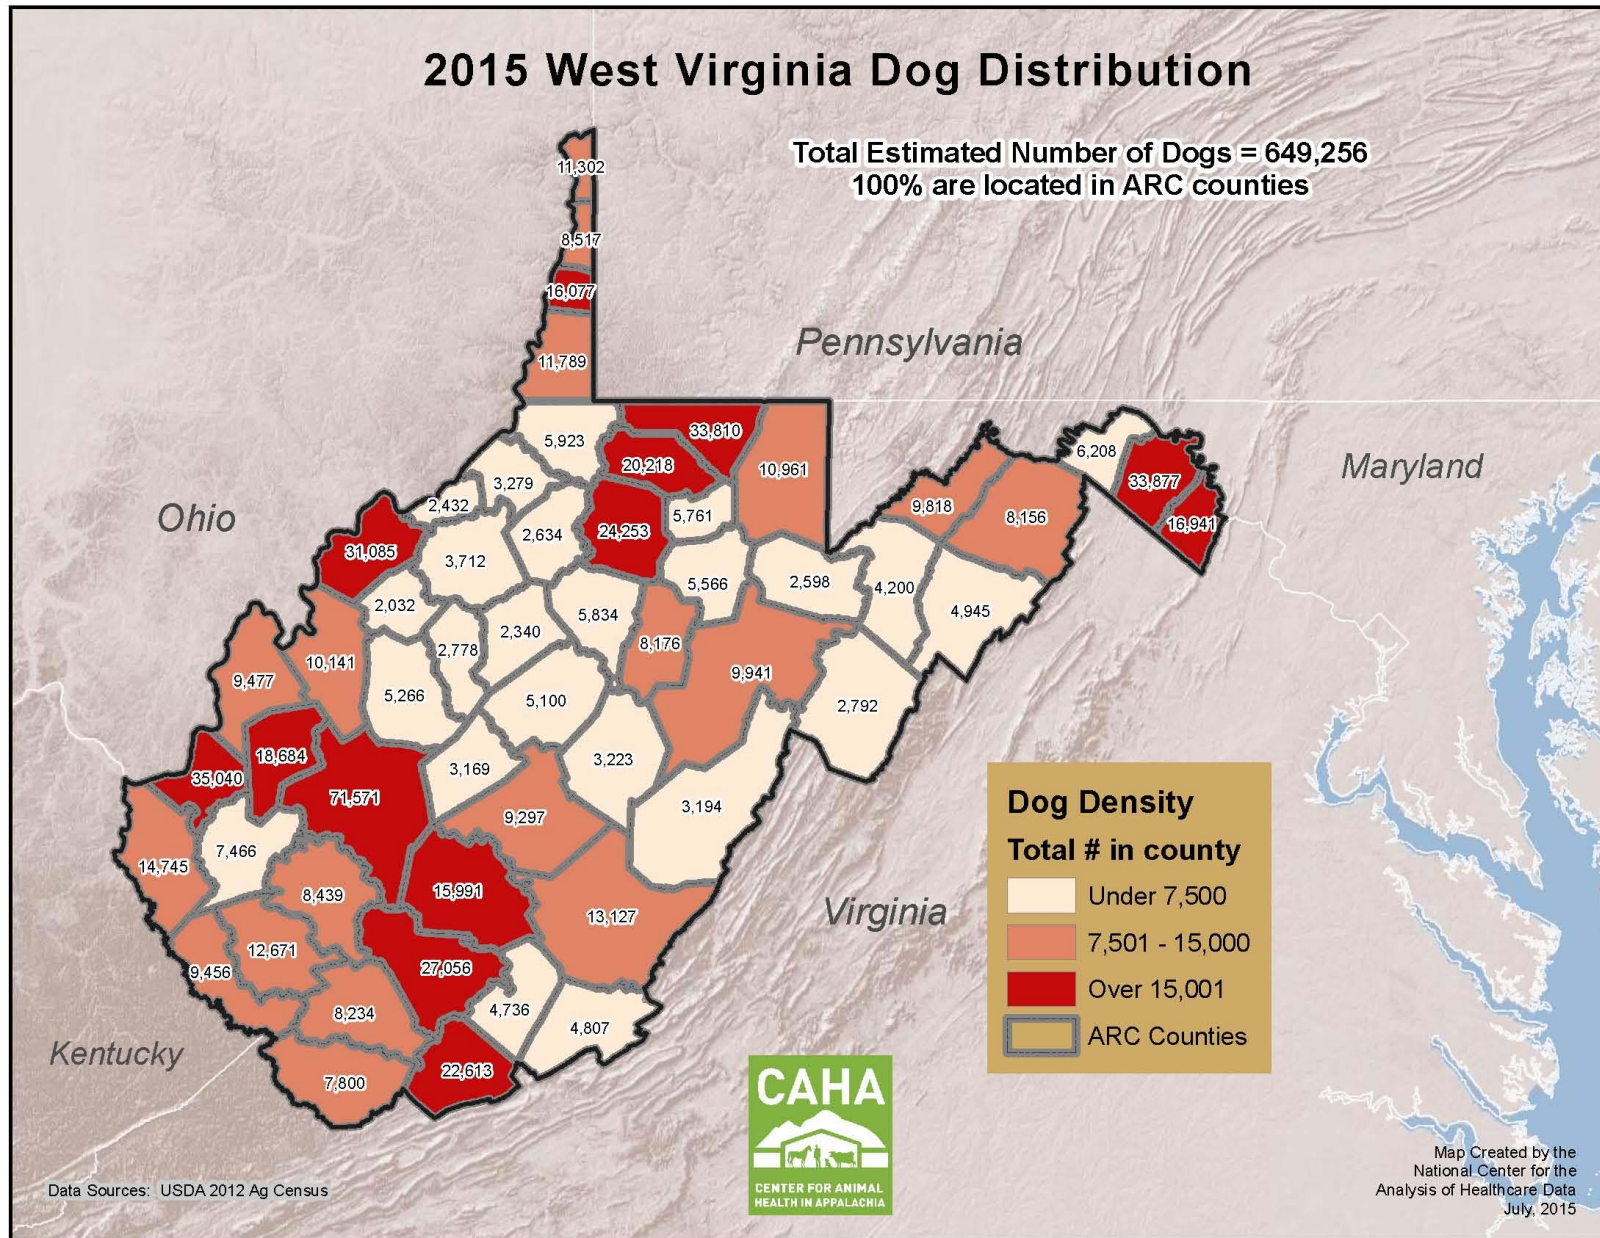 2015 West Virginia Dog Distribution
Total Estimated Number of Dogs = 649,256
100% are located in ARC counties
11,302
8,517
16,077
11,789
Pennsylvania
Ohio
Maryland
5,923
33,810
20,218
10,961
6,208
33,877
16,941
3,279
2,432
2,634
24,253
5,761
9,818
8,156
31,085
3,712
5,566
2,598
4,200
4,945
2,032
2,778
2,340
5,834
8,176
9,941
10,141
9,477
5,266
5,100
2,792
18,684
35,040
71,571
3,169
3,223
3,194
9,297
14,745
7,466
8,439
15,991
13,127
Virginia
12,671
9,456
27,056
8,234
4,736
4,807
7,800
22,613
Kentucky
Dog Density
Total # in county
Under 7,500
7,501 - 15,000
Over 15,001
ARC Counties
CAHA
CENTER FOR ANIMAL
HEALTH IN APPALACHIA
Data Sources: USDA 2012 Ag Census
Map Created by the
National Center for the
Analysis of Healthcare Data
July, 2015